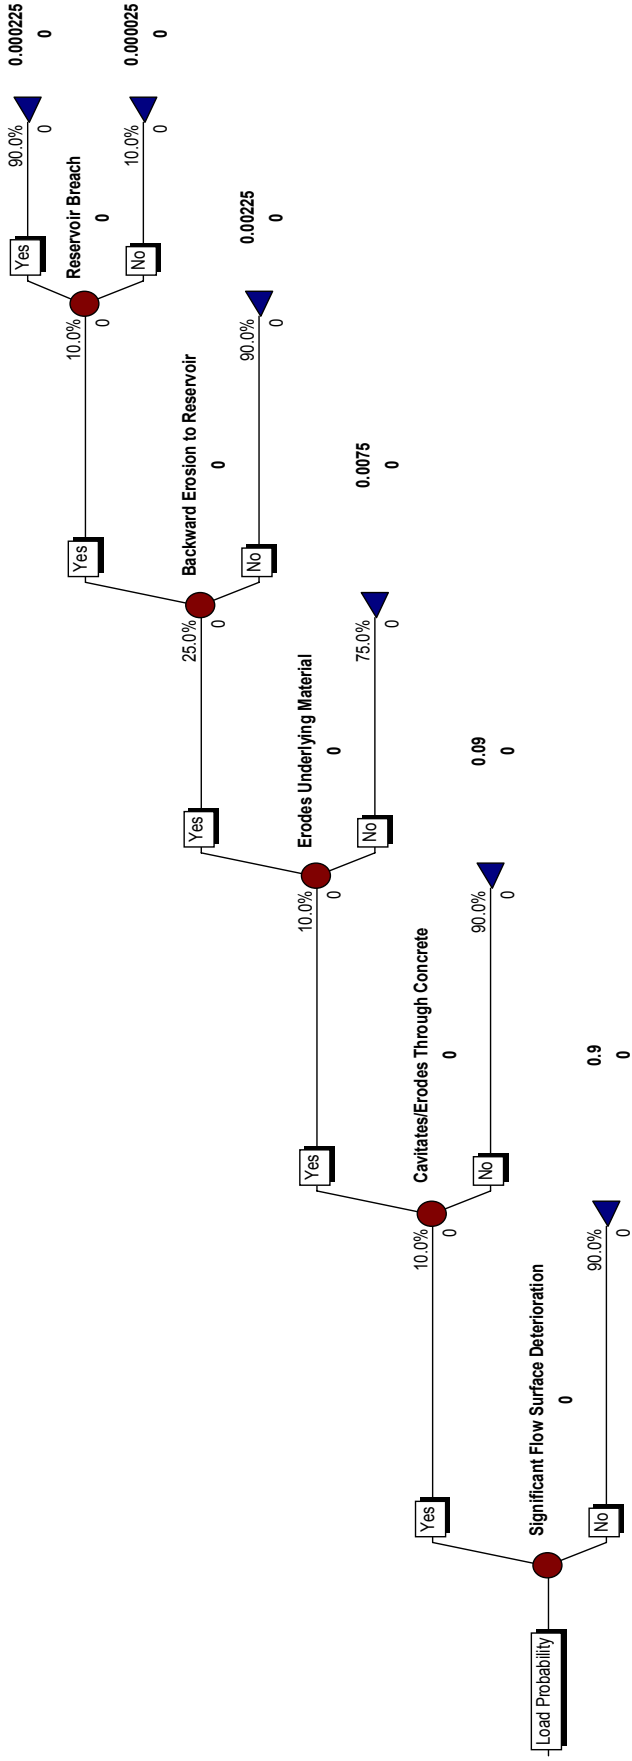 Load Probability
Significant Flow Surface Deterioration
0
Yes
10.0%
0
No
90.0%
0
0.9
0
Cavitates/Erodes Through Concrete
0
Yes
10.0%
0
No
90.0%
0
0.09
0
Erodes Underlying Material
0
Yes
25.0%
0
No
75.0%
0
0.0075
0
Backward Erosion to Reservoir
0
Yes
10.0%
0
No
90.0%
0
0.00225
0
Reservoir Breach
0
Yes
90.0%
0
0.000225
0
No
10.0%
0
0.000025
0